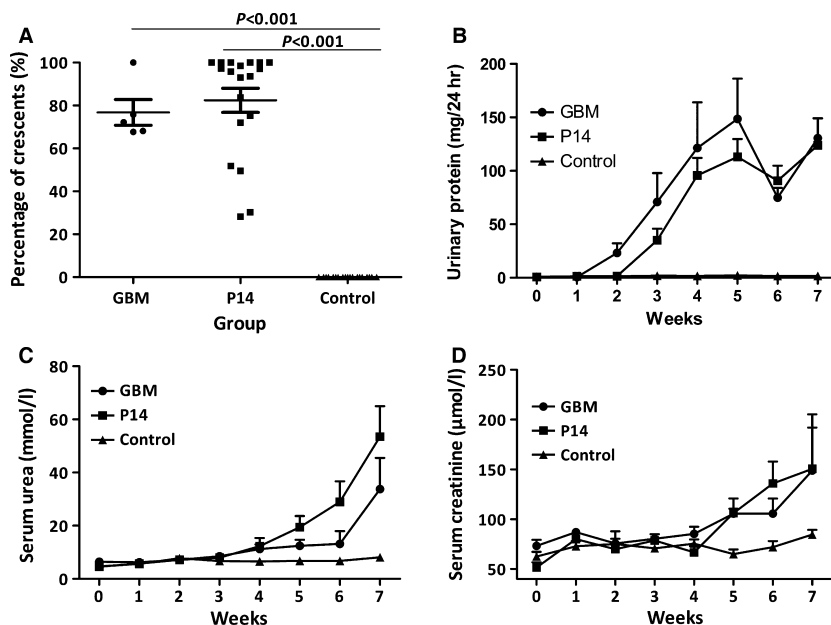 A
P<0.001
P<0.001
Percentage of crescents (%)
100
80
60
40
20
0
GBM
P14
Control
Group
B
Urinary protein (mg/24 hr)
200
150
100
50
0
GBM
P14
Control
0 1 2 3 4 5 6 7
Weeks
C
Serum urea (mmol/l)
80
60
40
20
0
GBM
P14
Control
0 1 2 3 4 5 6 7
Weeks
D
Serum creatinine (μmol/l)
250
200
150
100
50
GBM
P14
Control
0 1 2 3 4 5 6 7
Weeks